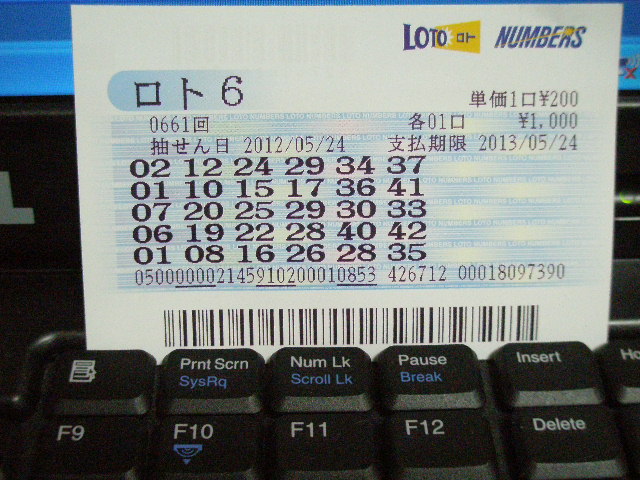 LOTO ロト NUMBERS
ロト6
単価1口¥200
0661回 各01口 ¥1,000
抽せん日 2012/05/24 支払期限 2013/05/24
02 12 24 29 34 37
01 10 15 17 36 41
07 20 25 29 30 33
06 19 22 28 40 42
01 08 16 26 28 35
050000002145910200010853 426712 00018097390
Prnt Scrn Num Lk Pause Insert Ho
SysRq Scroll Lk Break
F9 F10 F11 F12 Delete